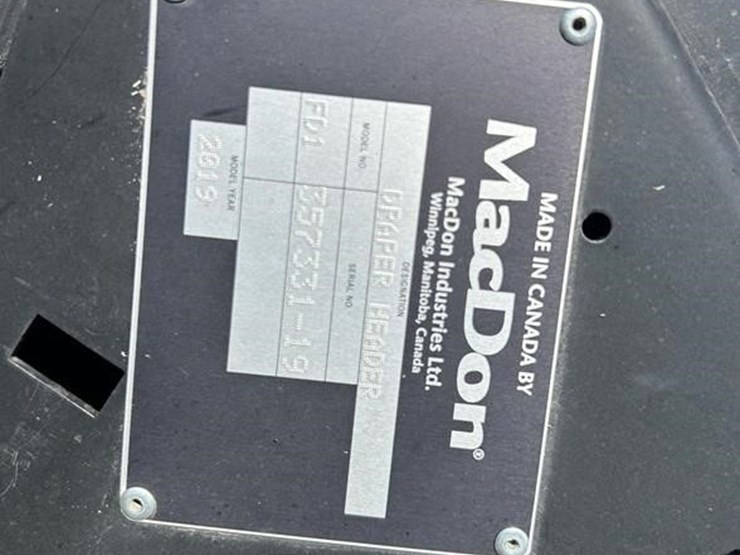 MADE IN CANADA BY
MacDon®
MacDon Industries Ltd.
Winnipeg, Manitoba, Canada
DESIGNATION
DRAPER HEADER
MODEL NO.
SERIAL NO.
FD1 357331-19
MODEL YEAR
2019